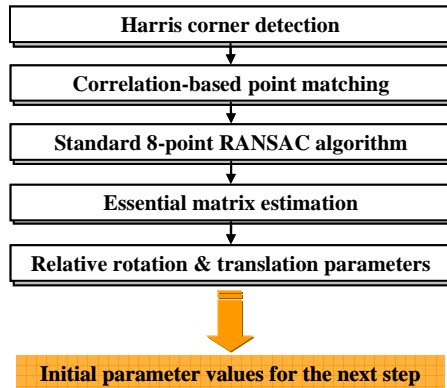 Harris corner detection
Correlation-based point matching
Standard 8-point RANSAC algorithm
Essential matrix estimation
Relative rotation & translation parameters
Initial parameter values for the next step